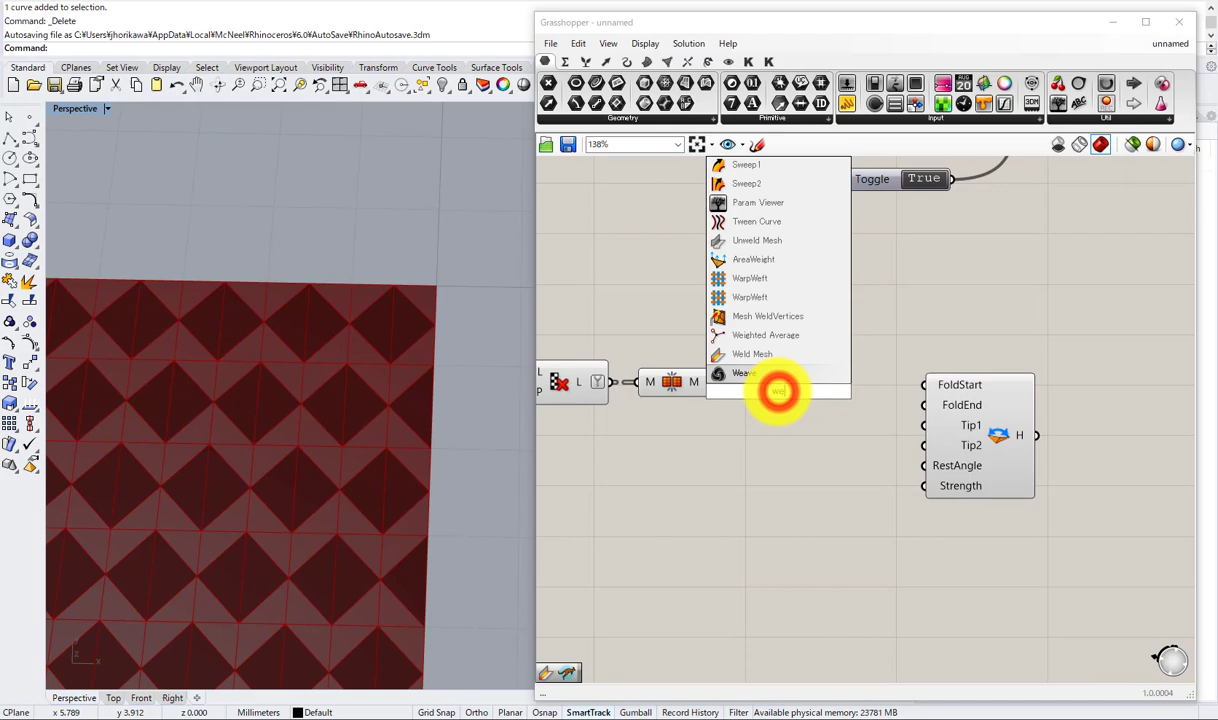 1 curve added to selection.
Command: _Delete
Autosaving file as C:¥Users¥jhorikawa¥AppData¥Local¥McNeel¥Rhinoceros¥6.0¥AutoSave¥RhinoAutosave.3dm
Command:
Standard CPlanes Set View Display Select Viewport Layout Visibility Transform Curve Tools Surface Tools
Perspective
Grasshopper - unnamed
File Edit View Display Solution Help unnamed
Geometry Primitive Input Util
138%
Sweep1
Sweep2
Param Viewer
Tween Curve
Unweld Mesh
AreaWeight
WarpWeft
WarpWeft
Mesh WeldVertices
Weighted Average
Weld Mesh
Weave
we
Toggle True
L P L Y
M M
FoldStart
FoldEnd
Tip1
Tip2
RestAngle
Strength
H
z x
...
1.0.0004
Perspective Top Front Right
CPlane x 5.789 y 3.912 z 0.000 Millimeters Default Grid Snap Ortho Planar Osnap SmartTrack Gumball Record History Filter Available physical memory: 23781 MB